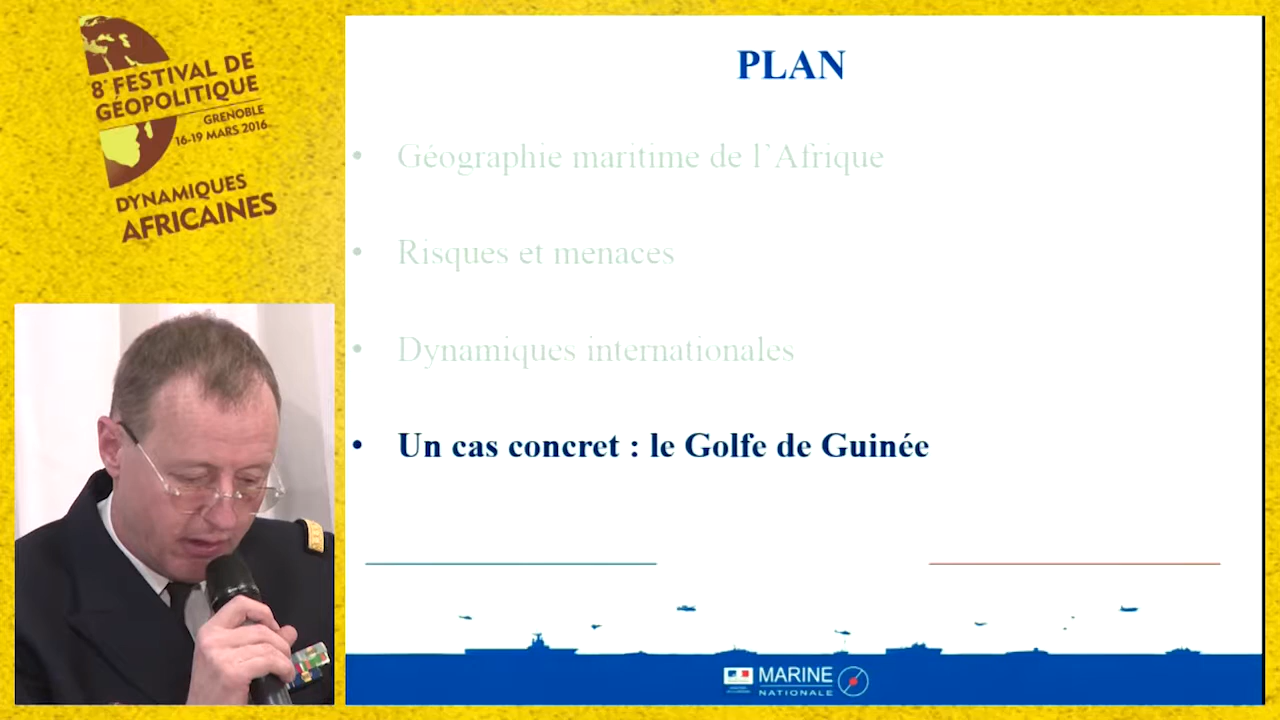 8e FESTIVAL DE
GÉOPOLITIQUE
GRENOBLE
16-19 MARS 2016
DYNAMIQUES
AFRICAINES
PLAN
• Géographie maritime de l'Afrique
• Risques et menaces
• Dynamiques internationales
• Un cas concret : le Golfe de Guinée
MARINE
NATIONALE